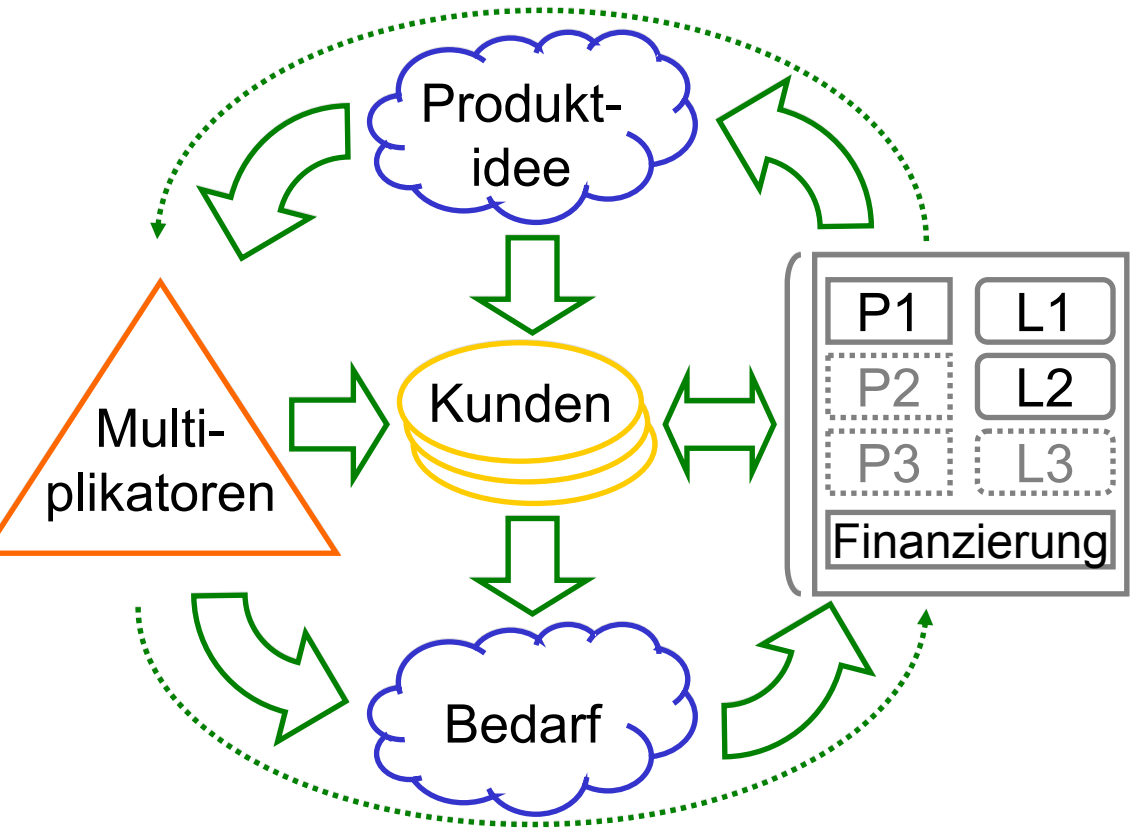 Produkt-
idee
Multi-
plikatoren
Kunden
P1 L1
P2 L2
P3 L3
Finanzierung
Bedarf